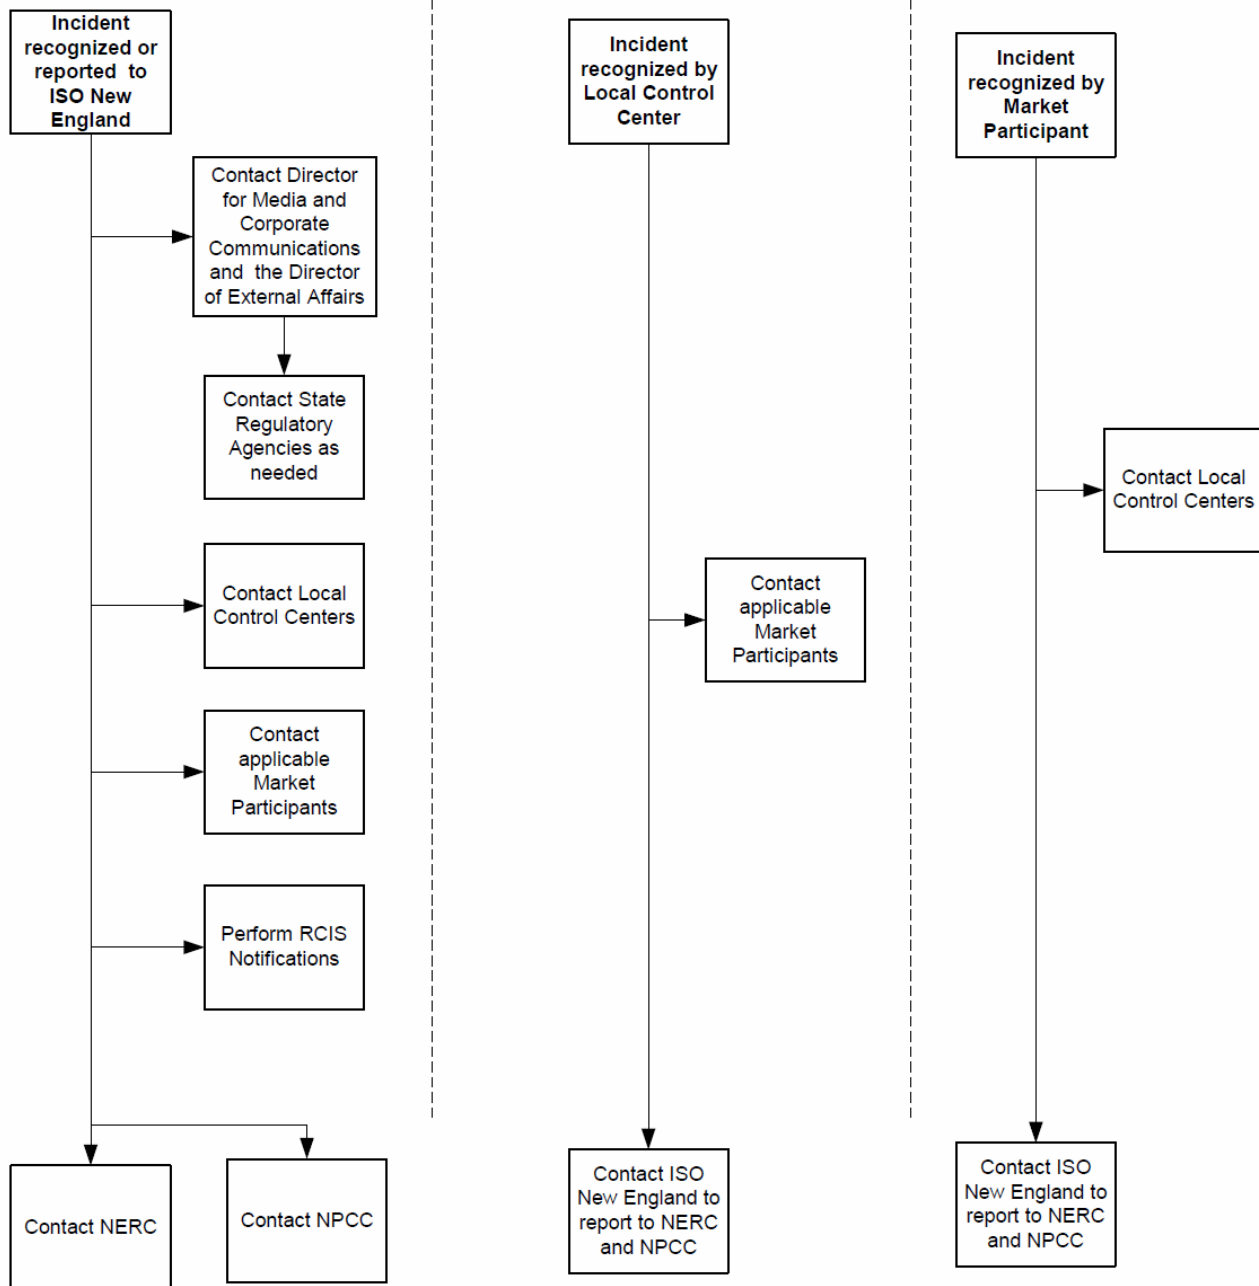 Incident
recognized or
reported to
ISO New
England
Contact Director
for Media and
Corporate
Communications
and the Director
of External Affairs
Contact State
Regulatory
Agencies as
needed
Contact Local
Control Centers
Contact
applicable
Market
Participants
Perform RCIS
Notifications
Contact NERC
Contact NPCC
Incident
recognized by
Local Control
Center
Contact
applicable
Market
Participants
Contact ISO
New England to
report to NERC
and NPCC
Incident
recognized by
Market
Participant
Contact Local
Control Centers
Contact ISO
New England to
report to NERC
and NPCC